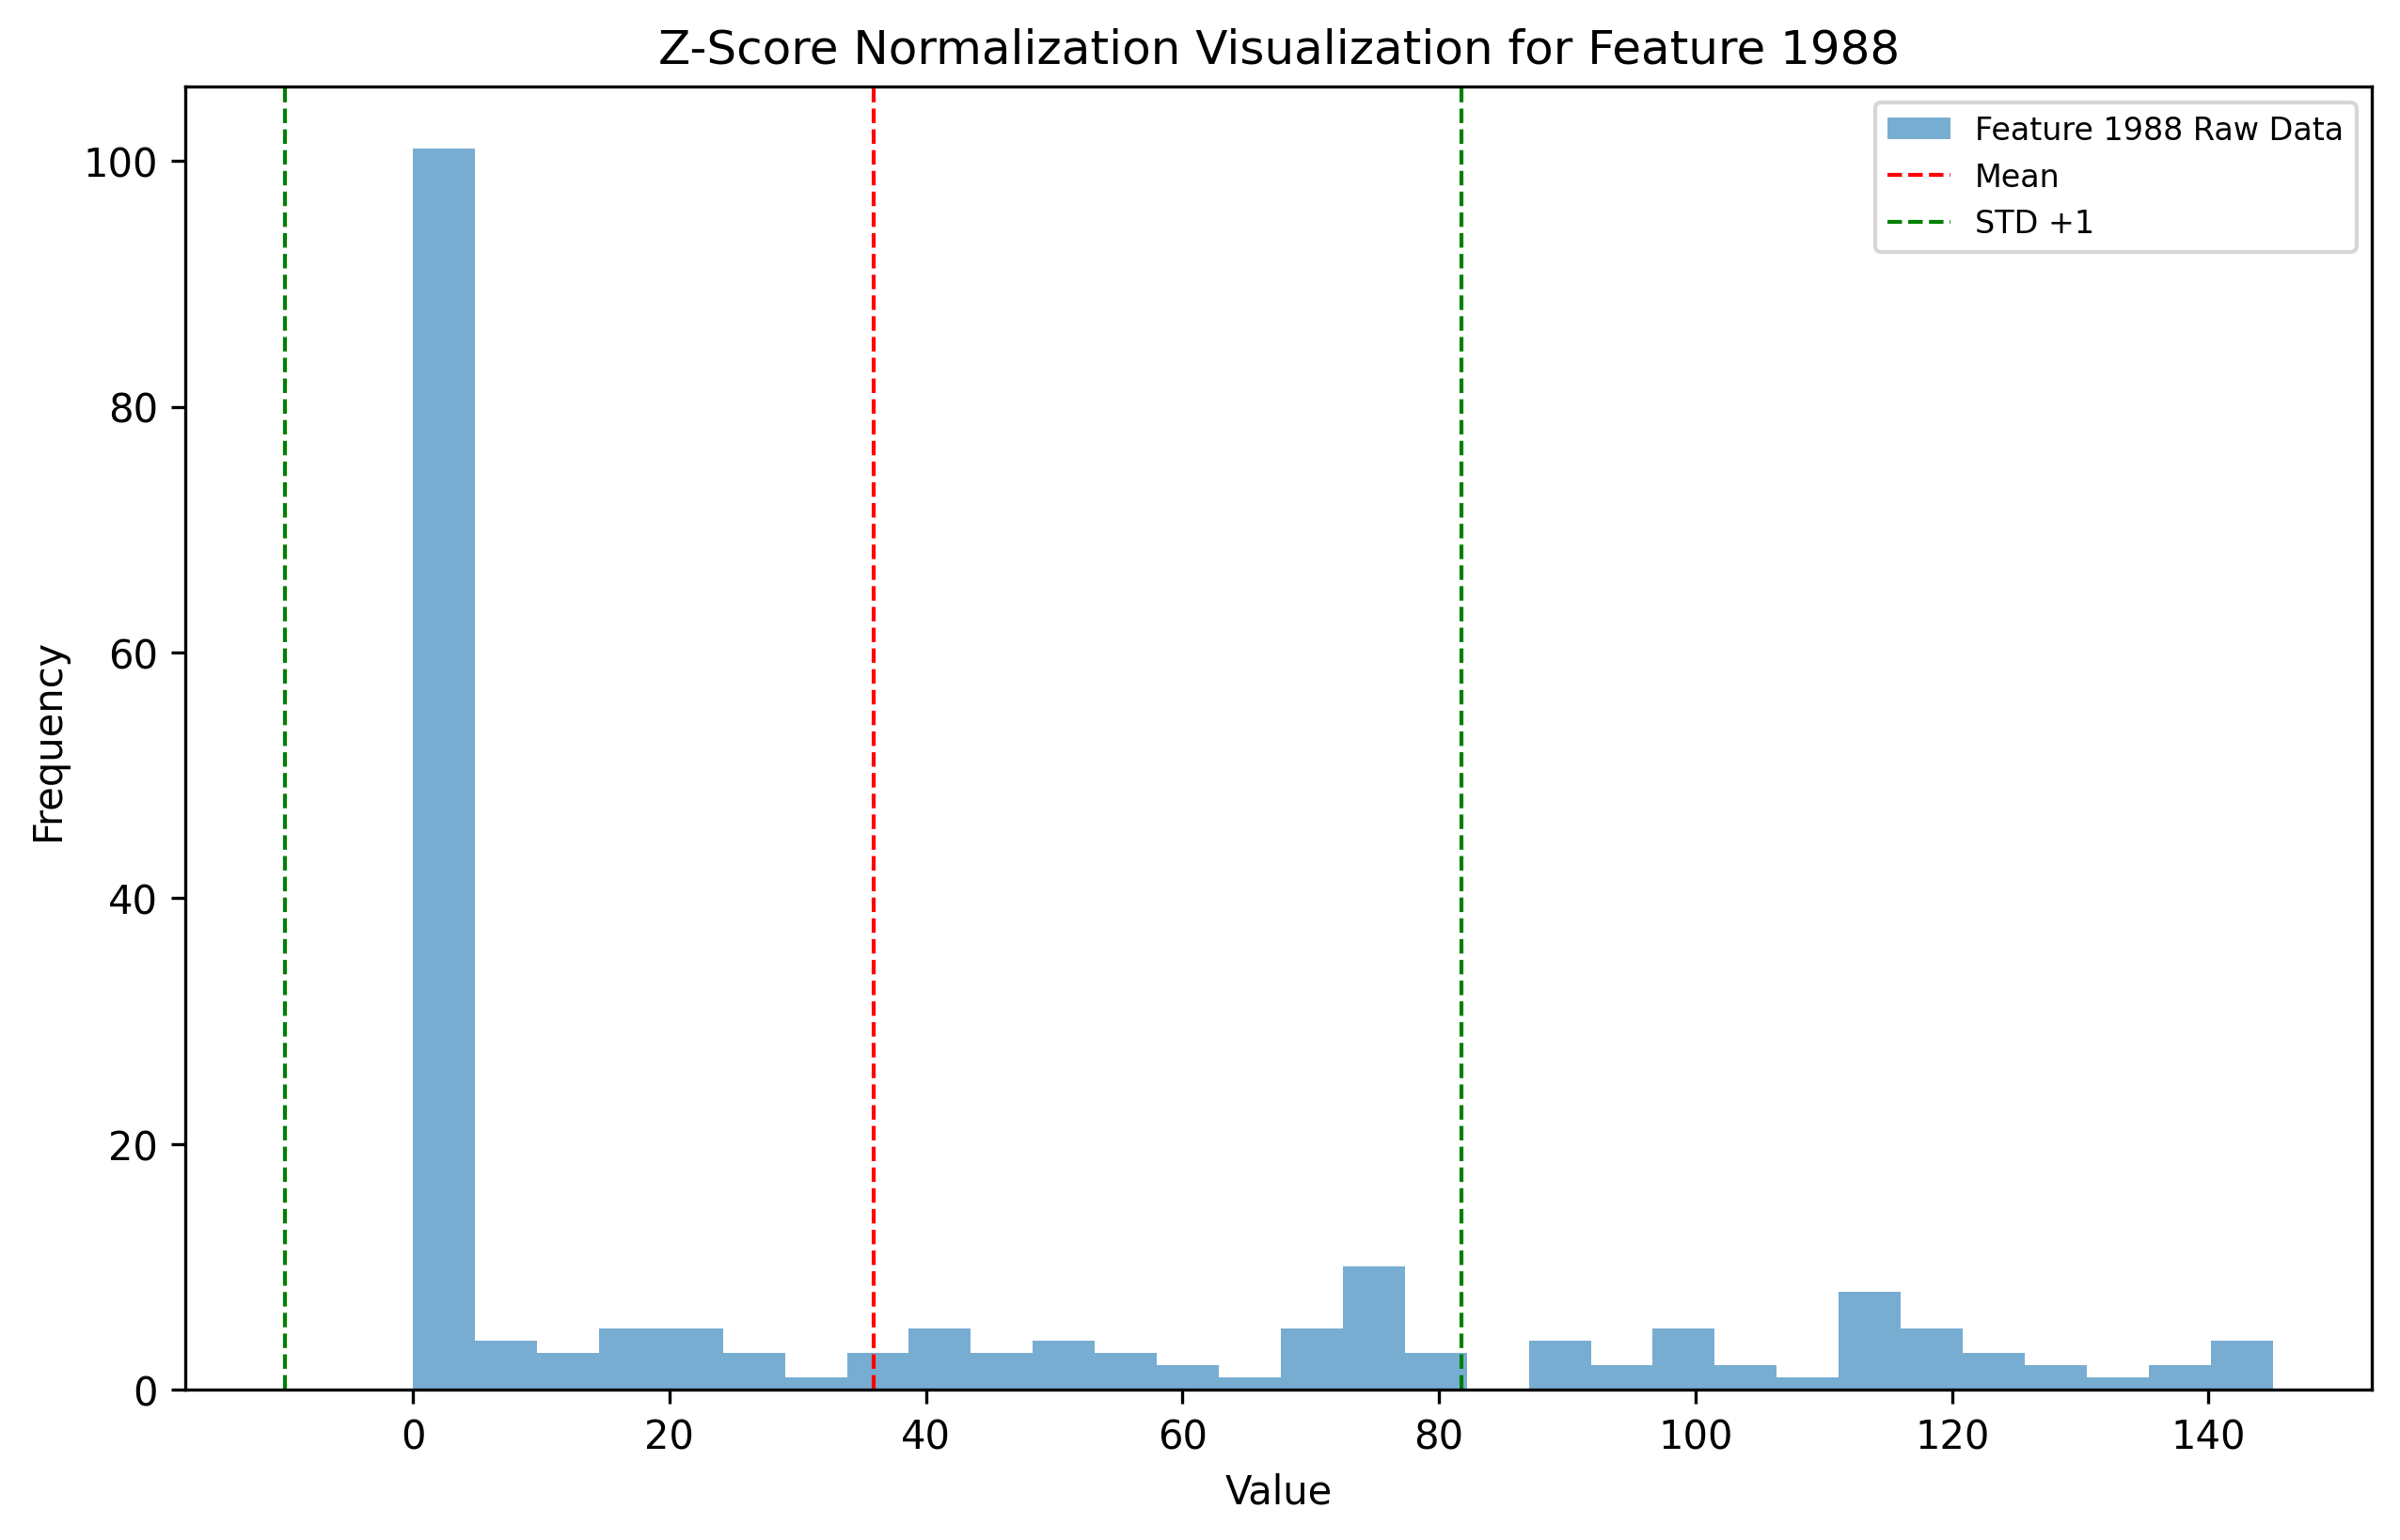 Z-Score Normalization Visualization for Feature 1988
Feature 1988 Raw Data
Mean
STD +1
100
80
60
40
20
0
Frequency
0 20 40 60 80 100 120 140
Value